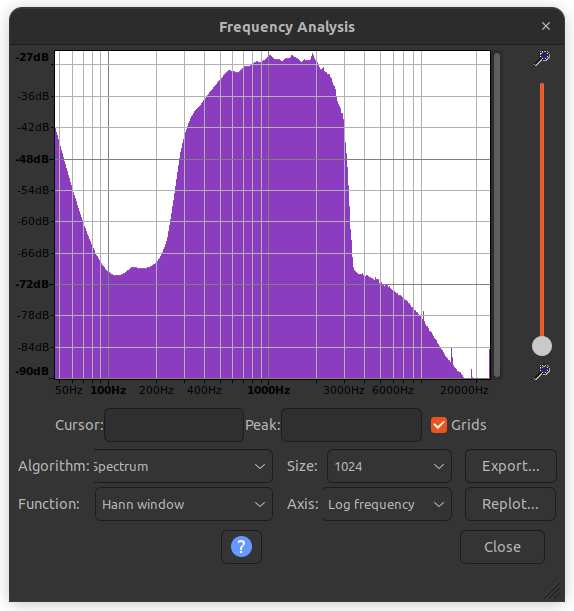 Frequency Analysis
-27dB
-36dB
-42dB
-48dB
-54dB
-60dB
-66dB
-72dB
-78dB
-84dB
-90dB
50Hz 100Hz 200Hz 400Hz 1000Hz 3000Hz 6000Hz 20000Hz
Cursor: Peak: Grids
Algorithm: Spectrum Size: 1024 Export...
Function: Hann window Axis: Log frequency Replot...
? Close